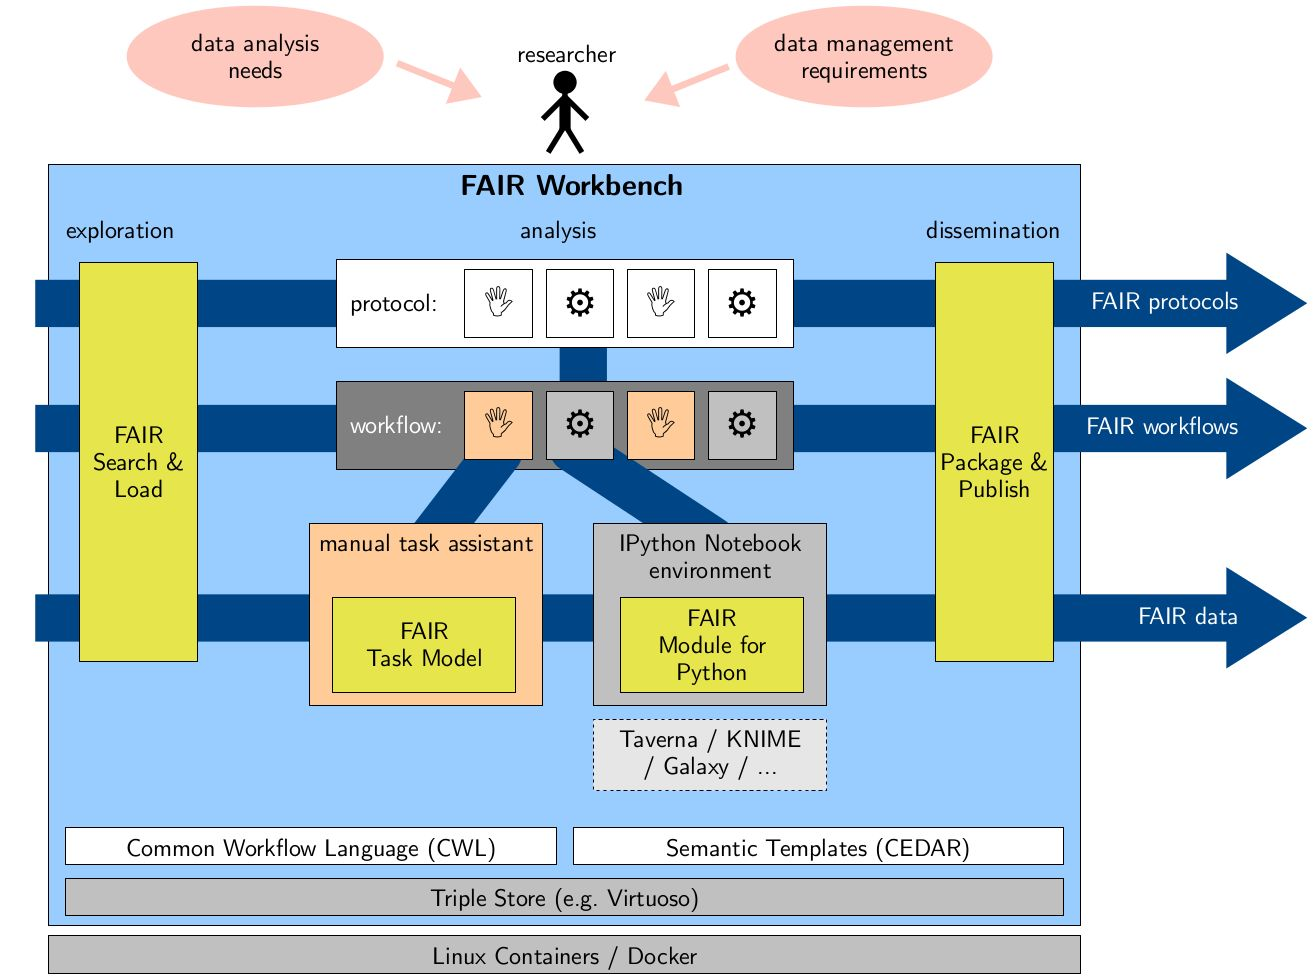 data analysis
needs
researcher
data management
requirements
FAIR Workbench
exploration
analysis
dissemination
protocol:
FAIR protocols
workflow:
FAIR workflows
FAIR
Search &
Load
FAIR
Package &
Publish
manual task assistant
IPython Notebook
environment
FAIR
Task Model
FAIR
Module for
Python
FAIR data
Taverna / KNIME
/ Galaxy / ...
Common Workflow Language (CWL)
Semantic Templates (CEDAR)
Triple Store (e.g. Virtuoso)
Linux Containers / Docker